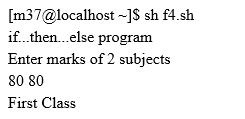 [m37@localhost ~]$ sh f4.sh
if...then...else program
Enter marks of 2 subjects
80 80
First Class